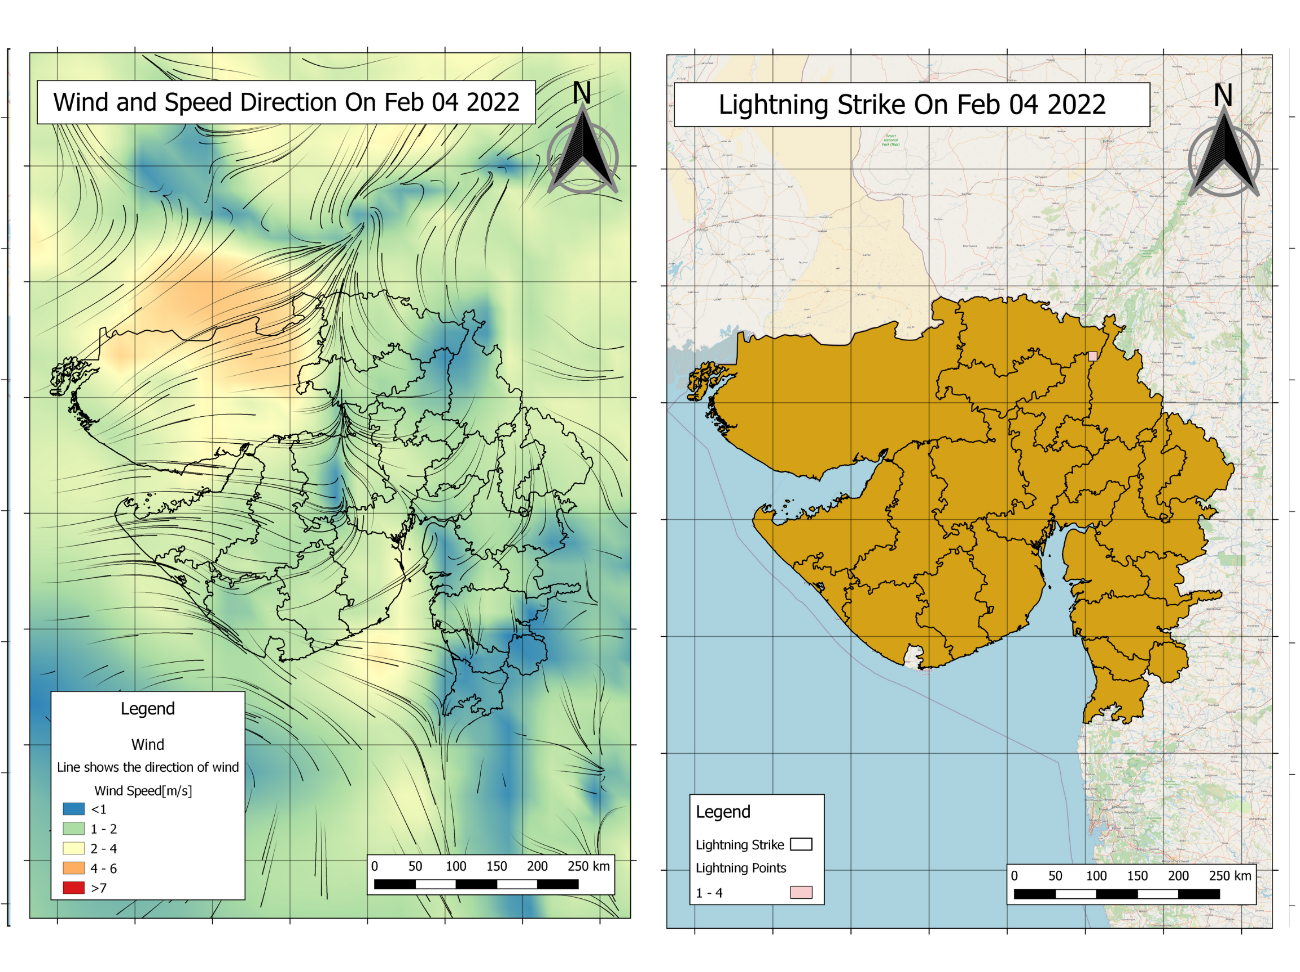 Wind and Speed Direction On Feb 04 2022
N
Legend
Wind
Line shows the direction of wind
Wind Speed[m/s]
<1
1 - 2
2 - 4
4 - 6
>7
0 50 100 150 200 250 km
Lightning Strike On Feb 04 2022
N
Legend
Lightning Strike
Lightning Points
1 - 4
0 50 100 150 200 250 km